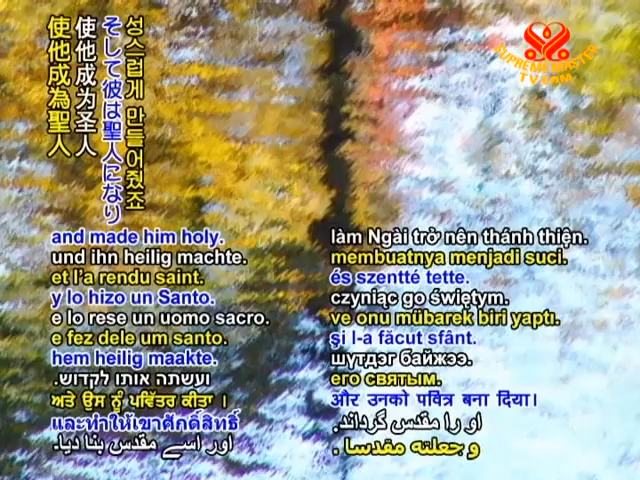 SUPREME MASTER
TV.COM
使他成為聖人
使他成为圣人
そして彼は聖人になり
성스럽게 만들어줬죠
and made him holy.
und ihn heilig machte.
et l'a rendu saint.
y lo hizo un Santo.
e lo rese un uomo sacro.
e fez dele um santo.
hem heilig maakte.
ועשתה אותו לקדוש.
ਅਤੇ ਉਸ ਨੂੰ ਪਵਿੱਤਰ ਕੀਤਾ ।
และทำให้เขาศักดิ์สิทธิ์
اور اسے مقدس بنا دیا.
làm Ngài trở nên thánh thiện.
membuatnya menjadi suci.
és szentté tette.
czyniąc go świętym.
ve onu mübarek biri yaptı.
şi l-a făcut sfânt.
шүтдэг байжээ.
его святым.
और उनको पवित्र बना दिया।
او را مقدس گرداند.
و جعلته مقدسا .